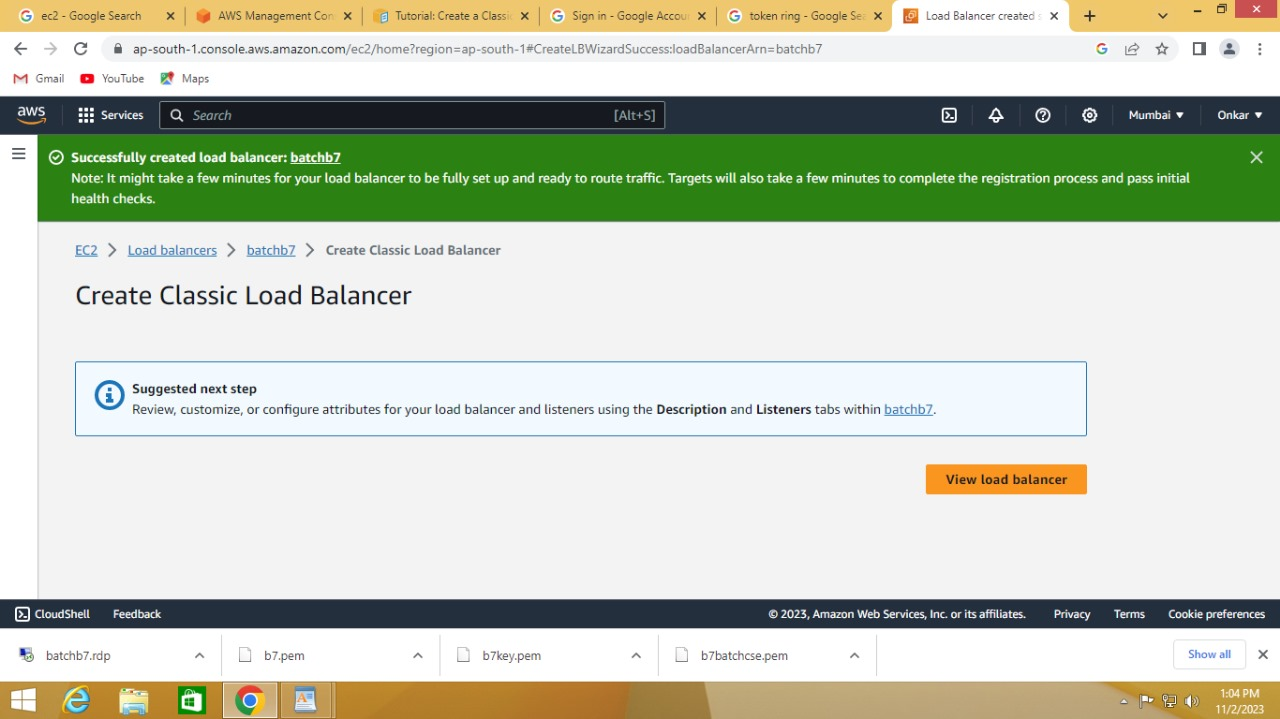 ec2 - Google Search
AWS Management Con
Tutorial: Create a Classic
Sign in - Google Accou
token ring - Google Sea
Load Balancer created s
ap-south-1.console.aws.amazon.com/ec2/home?region=ap-south-1#CreateLBWizardSuccess:loadBalancerArn=batchb7
Gmail YouTube Maps
aws Services Search [Alt+S] Mumbai Onkar
Successfully created load balancer: batchb7
Note: It might take a few minutes for your load balancer to be fully set up and ready to route traffic. Targets will also take a few minutes to complete the registration process and pass initial
health checks.
EC2 Load balancers batchb7 Create Classic Load Balancer
Create Classic Load Balancer
Suggested next step
Review, customize, or configure attributes for your load balancer and listeners using the Description and Listeners tabs within batchb7.
View load balancer
CloudShell Feedback © 2023, Amazon Web Services, Inc. or its affiliates. Privacy Terms Cookie preferences
batchb7.rdp b7.pem b7key.pem b7batchcse.pem Show all
1:04 PM
11/2/2023